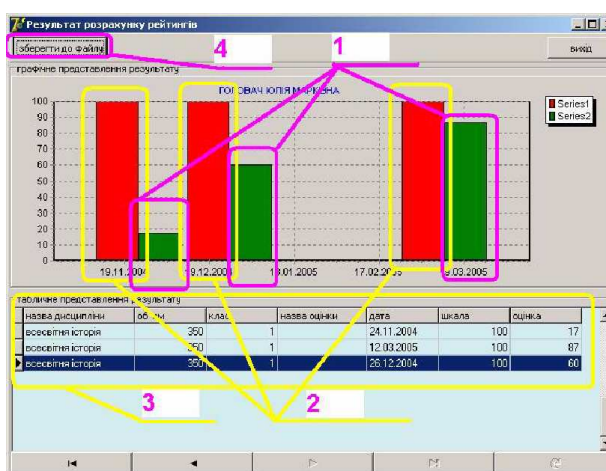 Результат розрахунку рейтингів
зберегти до файлу
4
1
вихід
графічне представлення результату
ГОЛОВАЧ ЮЛІЯ МАРКІВНА
Series1
Series2
100
90
80
70
60
50
40
30
20
10
0
19.11.2004 19.12.2004 18.01.2005 17.02.2005 19.03.2005
табличне представлення результату
назва дисципліни об'єм клас назва оцінки дата шкала оцінка
всесвітня історія 350 1 24.11.2004 100 17
всесвітня історія 350 1 12.03.2005 100 87
всесвітня історія 350 1 26.12.2004 100 60
3
2